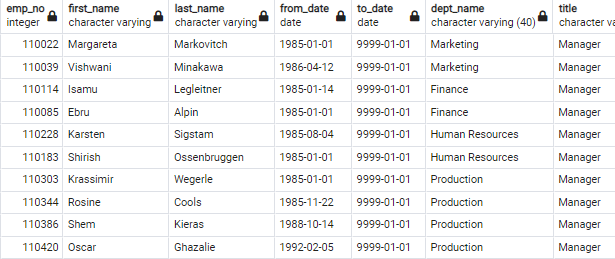 emp_no first_name last_name from_date to_date dept_name title
integer character varying character varying date date character varying (40) character va
110022 Margareta Markovitch 1985-01-01 9999-01-01 Marketing Manager
110039 Vishwani Minakawa 1986-04-12 9999-01-01 Marketing Manager
110114 Isamu Legleitner 1985-01-14 9999-01-01 Finance Manager
110085 Ebru Alpin 1985-01-01 9999-01-01 Finance Manager
110228 Karsten Sigstam 1985-08-04 9999-01-01 Human Resources Manager
110183 Shirish Ossenbruggen 1985-01-01 9999-01-01 Human Resources Manager
110303 Krassimir Wegerle 1985-01-01 9999-01-01 Production Manager
110344 Rosine Cools 1985-11-22 9999-01-01 Production Manager
110386 Shem Kieras 1988-10-14 9999-01-01 Production Manager
110420 Oscar Ghazalie 1992-02-05 9999-01-01 Production Manager